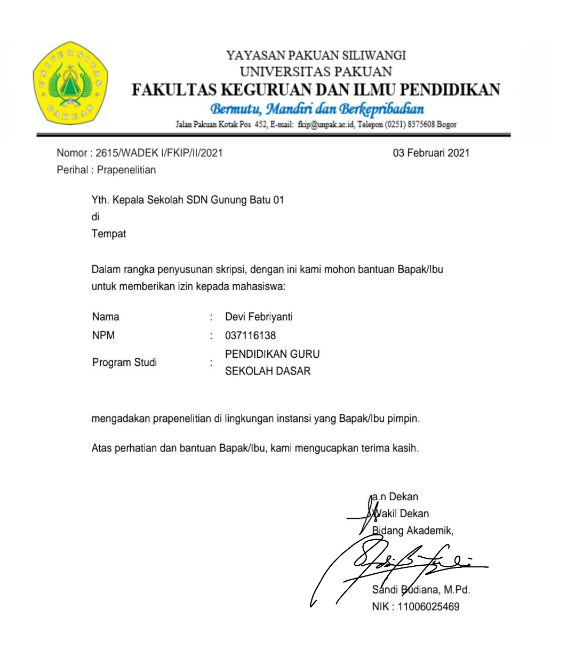 UNIVERSITAS
PAKUAN
YAYASAN PAKUAN SILIWANGI
UNIVERSITAS PAKUAN
FAKULTAS KEGURUAN DAN ILMU PENDIDIKAN
Bermutu, Mandiri dan Berkepribadian
Jalan Pakuan Kotak Pos 452, E-mail: fkip@unpak.ac.id, Telepon (0251) 8375608 Bogor
Nomor : 2615/WADEK I/FKIP/II/2021
03 Februari 2021
Perihal : Prapenelitian
Yth. Kepala Sekolah SDN Gunung Batu 01
di
Tempat
Dalam rangka penyusunan skripsi, dengan ini kami mohon bantuan Bapak/Ibu
untuk memberikan izin kepada mahasiswa:
Nama : Devi Febriyanti
NPM : 037116138
Program Studi : PENDIDIKAN GURU
SEKOLAH DASAR
mengadakan prapenelitian di lingkungan instansi yang Bapak/Ibu pimpin.
Atas perhatian dan bantuan Bapak/Ibu, kami mengucapkan terima kasih.
a.n Dekan
Wakil Dekan
Bidang Akademik,
Sandi Budiana, M.Pd.
NIK : 11006025469